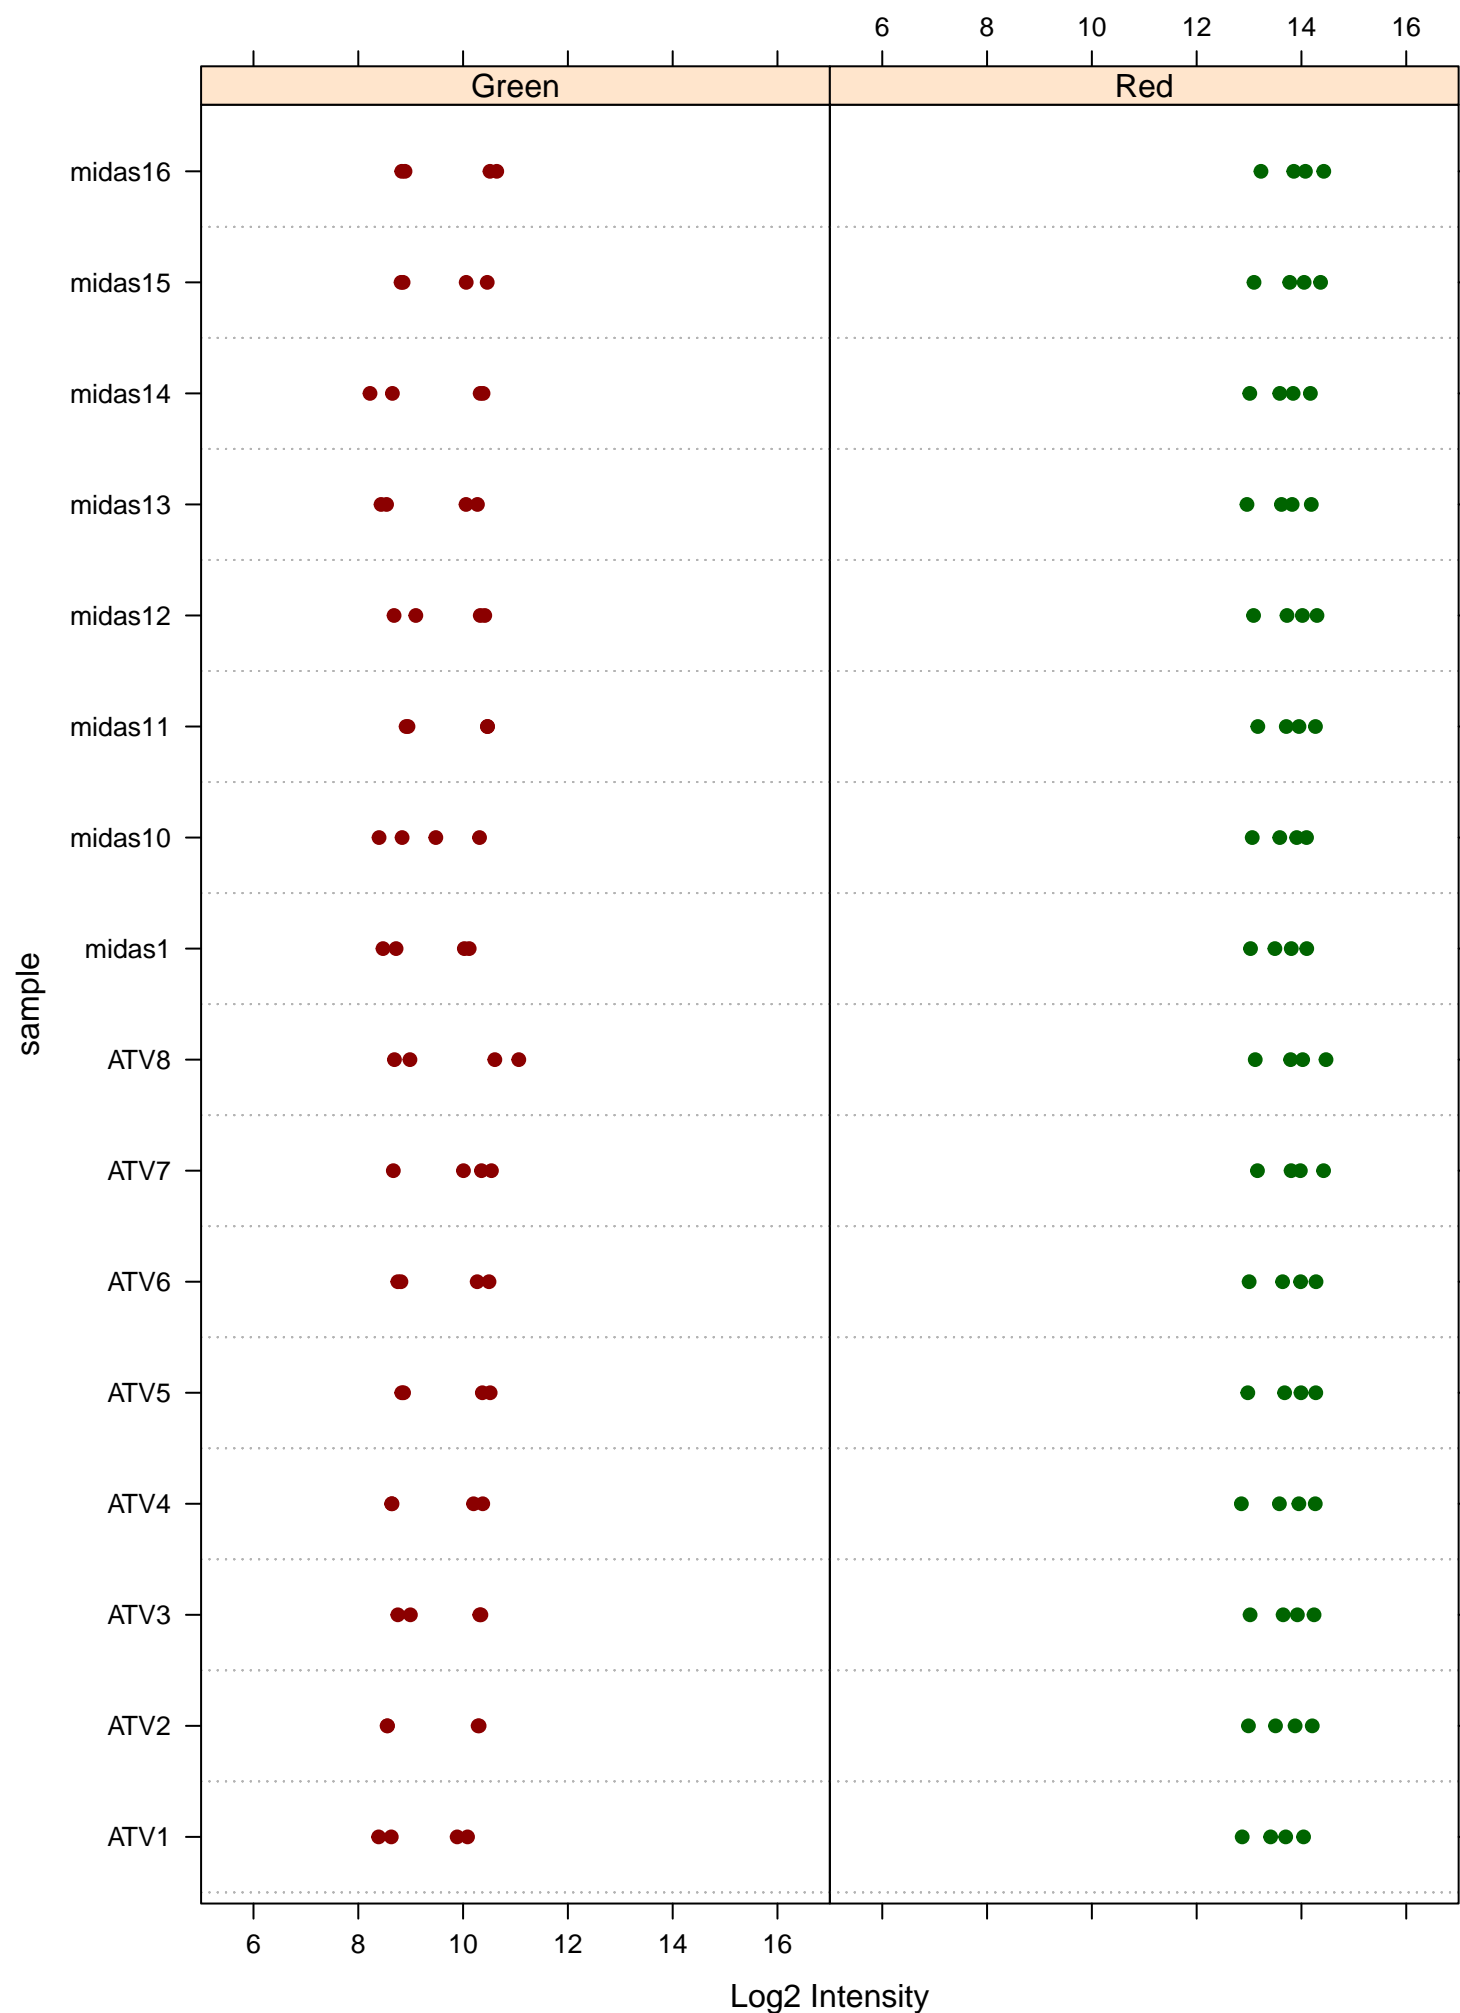 6 8 10 12 14 16
Green Red
midas16
midas15
midas14
midas13
midas12
midas11
midas10
midas1
ATV8
ATV7
ATV6
ATV5
ATV4
ATV3
ATV2
ATV1
sample
6 8 10 12 14 16
Log2 Intensity